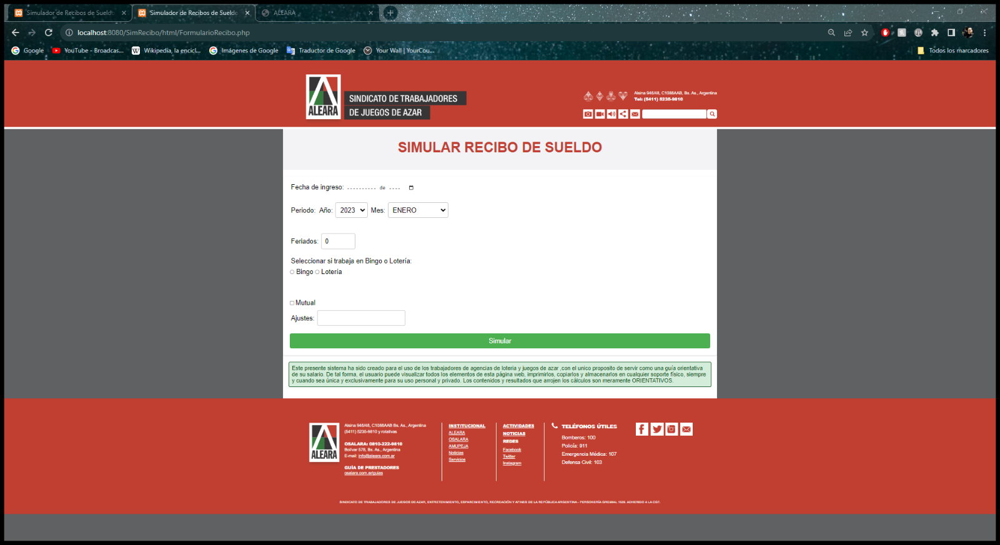 Simulador de Recibos de Sueld
Simulador de Recibos de Sueldo
ALEARA
localhost:8080/SimRecibo/html/FormularioRecibo.php
Google
YouTube - Broadcas...
Wikipedia, la encicl...
Imágenes de Google
Traductor de Google
Your Wall | YourCou...
Todos los marcadores
ALEARA
SINDICATO DE TRABAJADORES
DE JUEGOS DE AZAR
Alsina 946/48, C1088AAB, Bs. As., Argentina
Tel: (5411) 5235-9810
SIMULAR RECIBO DE SUELDO
Fecha de ingreso: ---------- de ----
Periodo: Año: 2023 Mes: ENERO
Feriados: 0
Seleccionar si trabaja en Bingo o Lotería:
Bingo Lotería
Mutual
Ajustes:
Simular
Este presente sistema ha sido creado para el uso de los trabajadores de agencias de loteria y juegos de azar ,con el unico proposito de servir como una guía orientativa
de su salario. De tal forma, el usuario puede visualizar todos los elementos de esta página web, imprimirlos, copiarlos y almacenarlos en cualquier soporte físico, siempre
y cuando sea única y exclusivamente para su uso personal y privado. Los contenidos y resultados que arrojen los cálculos son meramente ORIENTATIVOS.
ALEARA
Alsina 946/48, C1088AAB Bs. As., Argentina
(5411) 5235-9810 y rotativas
OSALARA: 0810-222-9810
Bolívar 578, Bs. As., Argentina
E-mail: info@aleara.com.ar
GUÍA DE PRESTADORES
osalara.com.ar/guias
INSTITUCIONAL
ALEARA
OSALARA
AMUPEJA
Noticias
Servicios
ACTIVIDADES
NOTICIAS
REDES
Facebook
Twitter
Instagram
TELÉFONOS ÚTILES
Bomberos: 100
Policía: 911
Emergencia Médica: 107
Defensa Civil: 103
SINDICATO DE TRABAJADORES DE JUEGOS DE AZAR, ENTRETENIMIENTO, ESPARCIMIENTO, RECREACIÓN Y AFINES DE LA REPÚBLICA ARGENTINA - PERSONERÍA GREMIAL 1528. ADHERIDO A LA CGT.